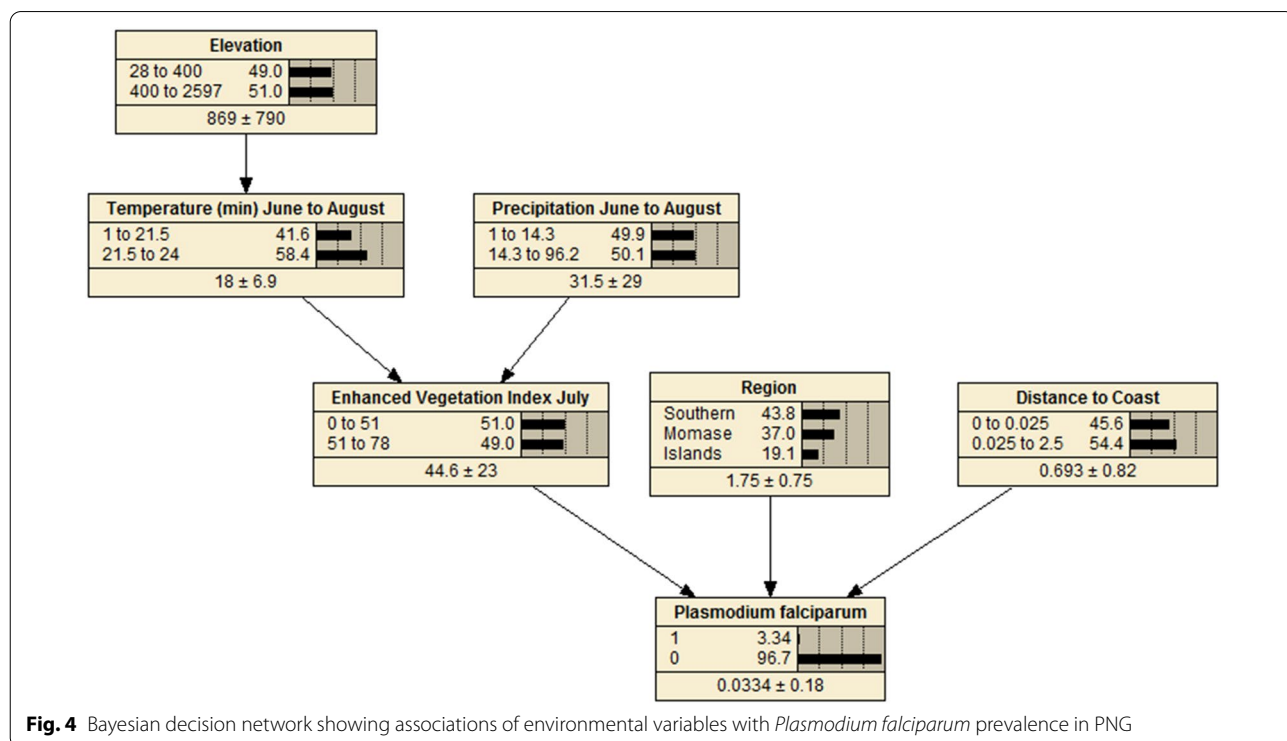 Elevation
28 to 400 49.0
400 to 2597 51.0
869 ± 790
Temperature (min) June to August
1 to 21.5 41.6
21.5 to 24 58.4
18 ± 6.9
Precipitation June to August
1 to 14.3 49.9
14.3 to 96.2 50.1
31.5 ± 29
Enhanced Vegetation Index July
0 to 51 51.0
51 to 78 49.0
44.6 ± 23
Region
Southern 43.8
Momase 37.0
Islands 19.1
1.75 ± 0.75
Distance to Coast
0 to 0.025 45.6
0.025 to 2.5 54.4
0.693 ± 0.82
Plasmodium falciparum
1 3.34
0 96.7
0.0334 ± 0.18
Fig. 4 Bayesian decision network showing associations of environmental variables with Plasmodium falciparum prevalence in PNG